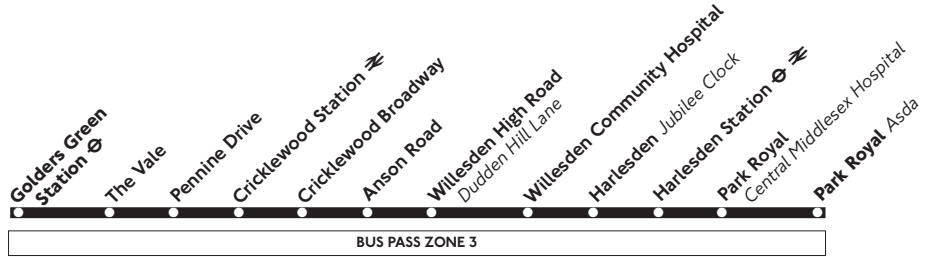 Golders Green
Station
The Vale
Pennine Drive
Cricklewood Station
Cricklewood Broadway
Anson Road
Willesden High Road
Dudden Hill Lane
Willesden Community Hospital
Harlesden Jubilee Clock
Harlesden Station
Park Royal
Central Middlesex Hospital
Park Royal Asda
BUS PASS ZONE 3